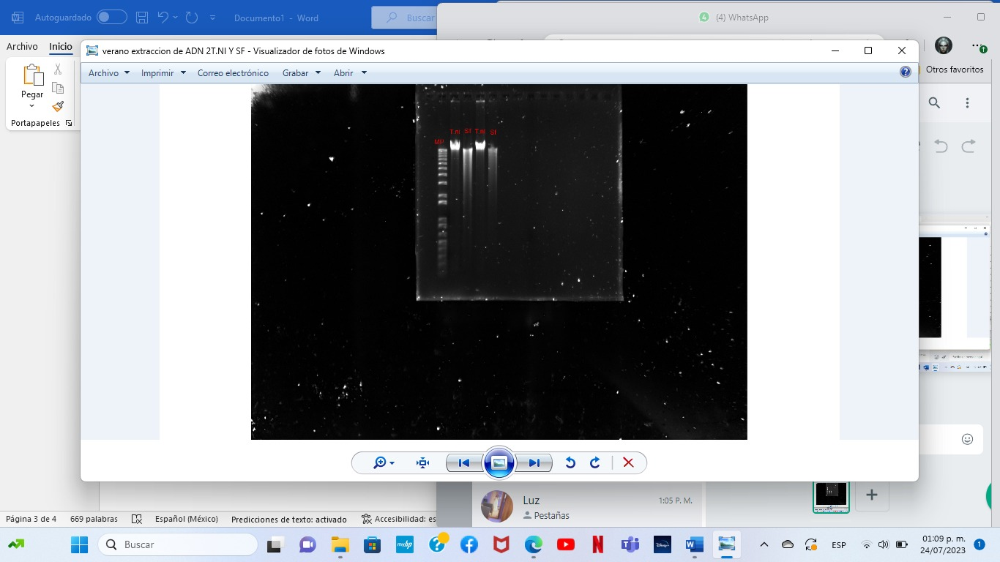 Autoguardado
Documento1 - Word
Buscar
(4) WhatsApp
Archivo
Inicio
Otros favoritos
Pegar
Portapapeles
verano extraccion de ADN 2T.NI Y SF - Visualizador de fotos de Windows
Archivo
Imprimir
Correo electrónico
Grabar
Abrir
T.ni
Sf
T.ni
Sf
MP
Luz
1:05 P. M.
Pestañas
Página 3 de 4
669 palabras
Español (México)
Predicciones de texto: activado
Accesibilidad: es
Buscar
myhp
ESP
01:09 p. m.
24/07/2023
1